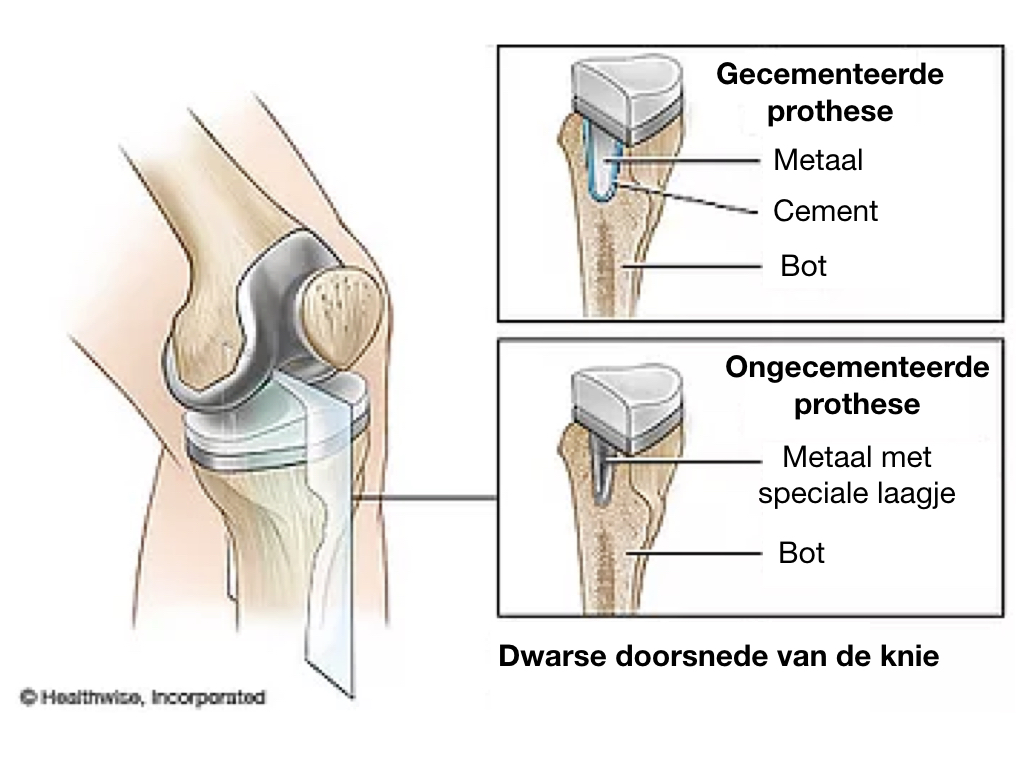 Gecementeerde
prothese
Metaal
Cement
Bot
Ongecementeerde
prothese
Metaal met
speciale laagje
Bot
Dwarse doorsnede van de knie
© Healthwise, Incorporated